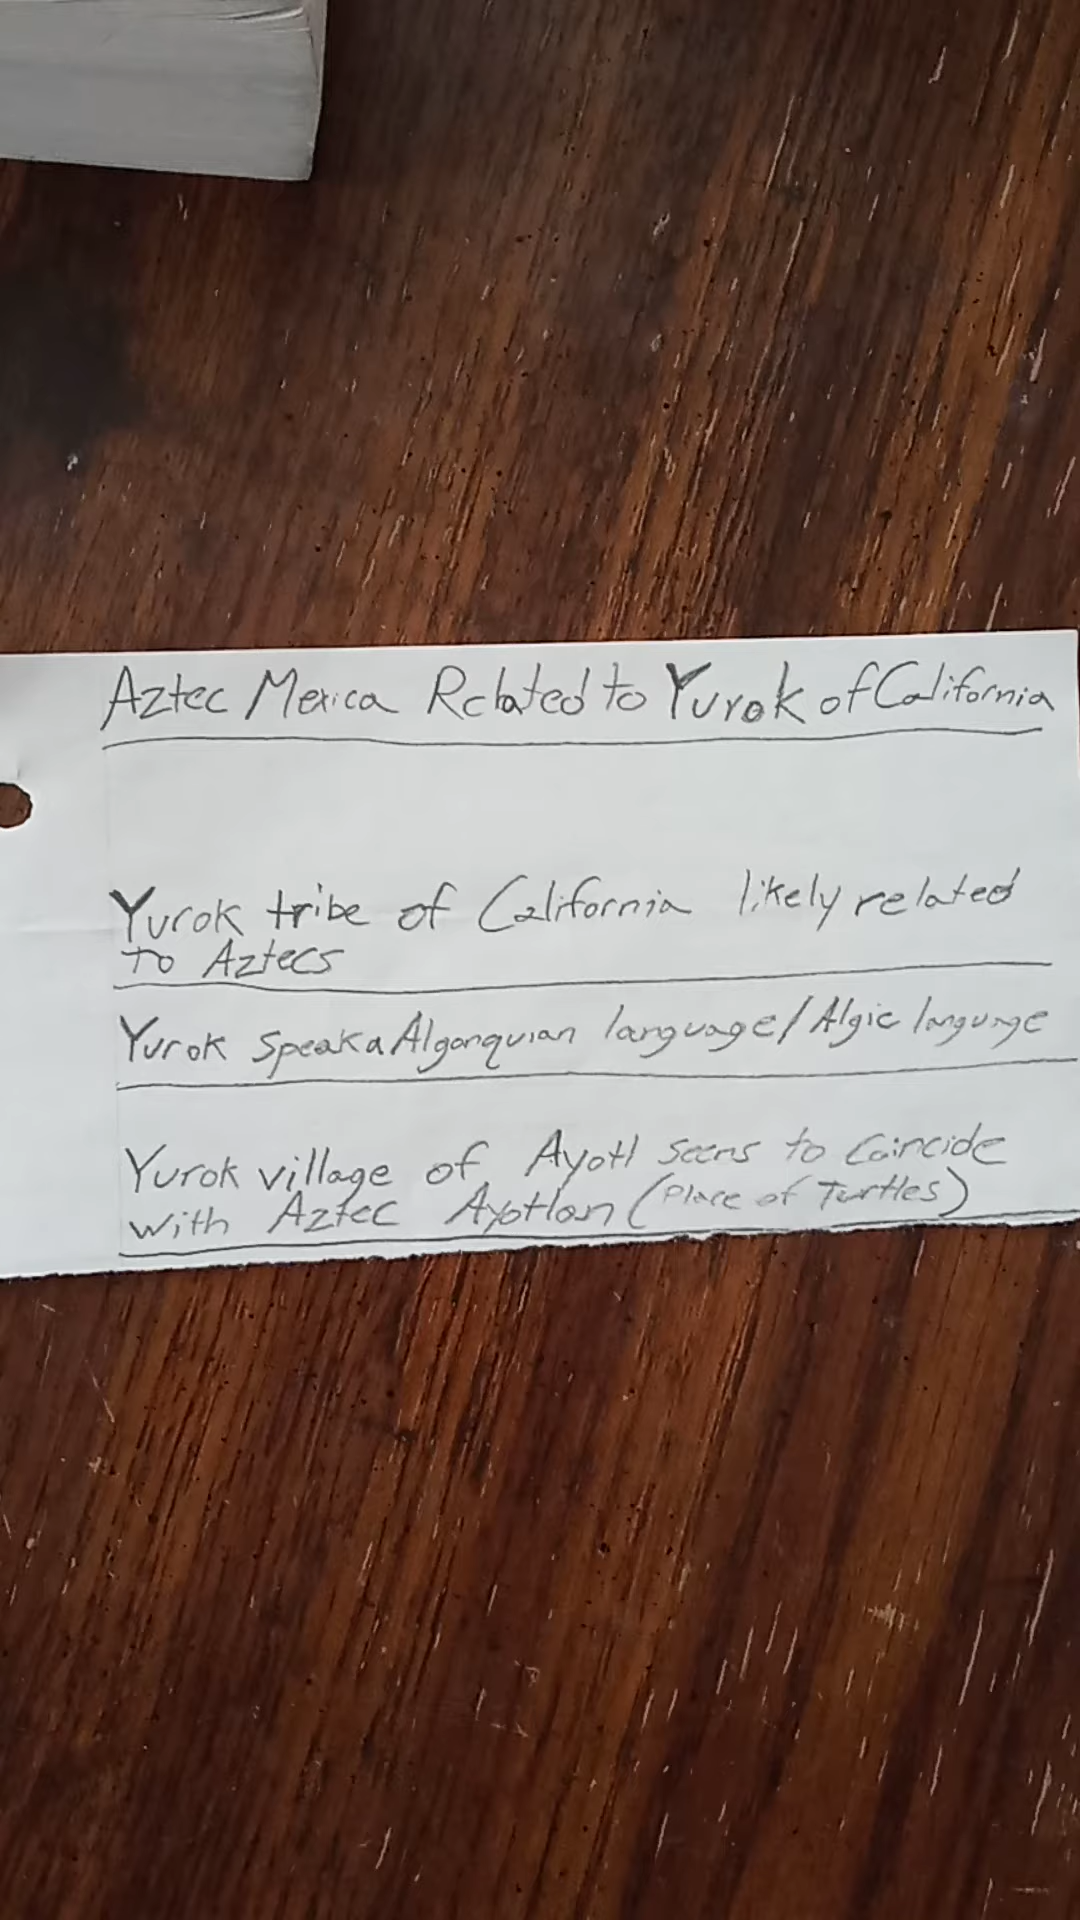 Aztec Mexica Related to Yurok of California
Yurok tribe of California likely related
To Aztecs
Yurok speak a Algonquian language/Algic language
Yurok village of Ayotl seems to Coincide
with Aztec Ayotlan (Place of Turtles)